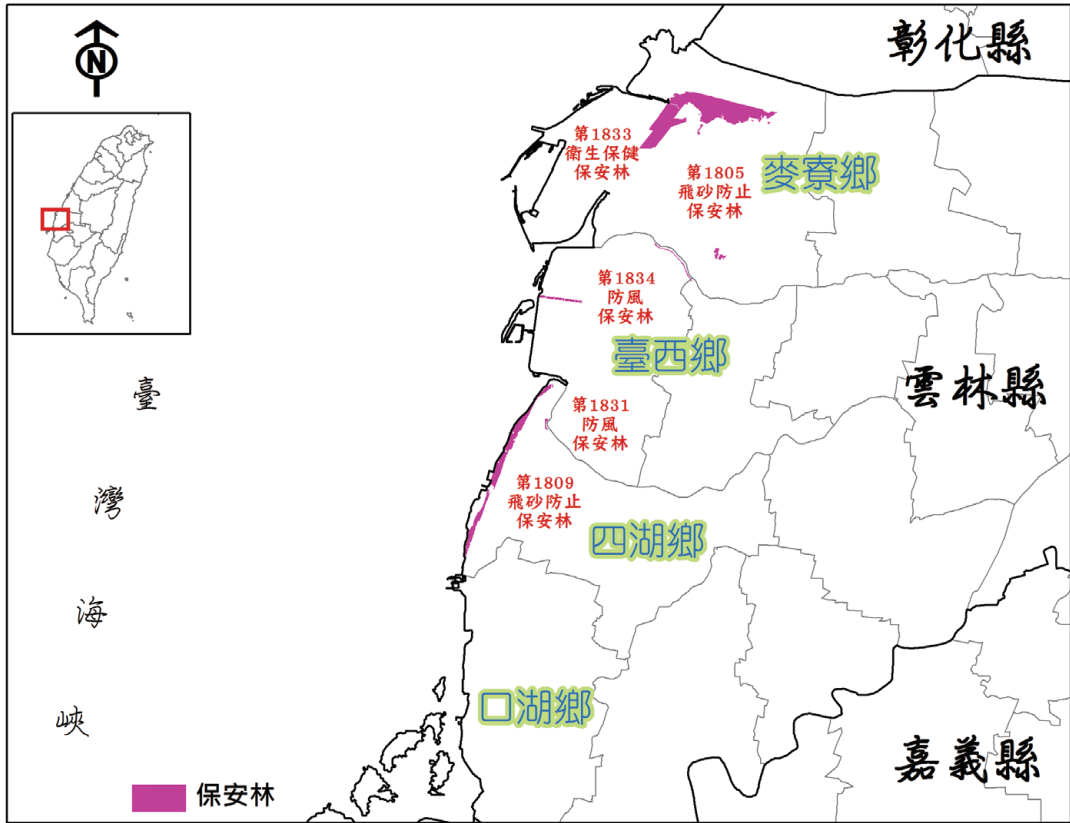 彰化縣
N
第1833
衛生保健
保安林
第1805
飛砂防止
保安林
麥寮鄉
第1834
防風
保安林
臺西鄉
雲林縣
第1831
防風
保安林
第1809
飛砂防止
保安林
四湖鄉
臺
灣
海
峽
口湖鄉
嘉義縣
保安林